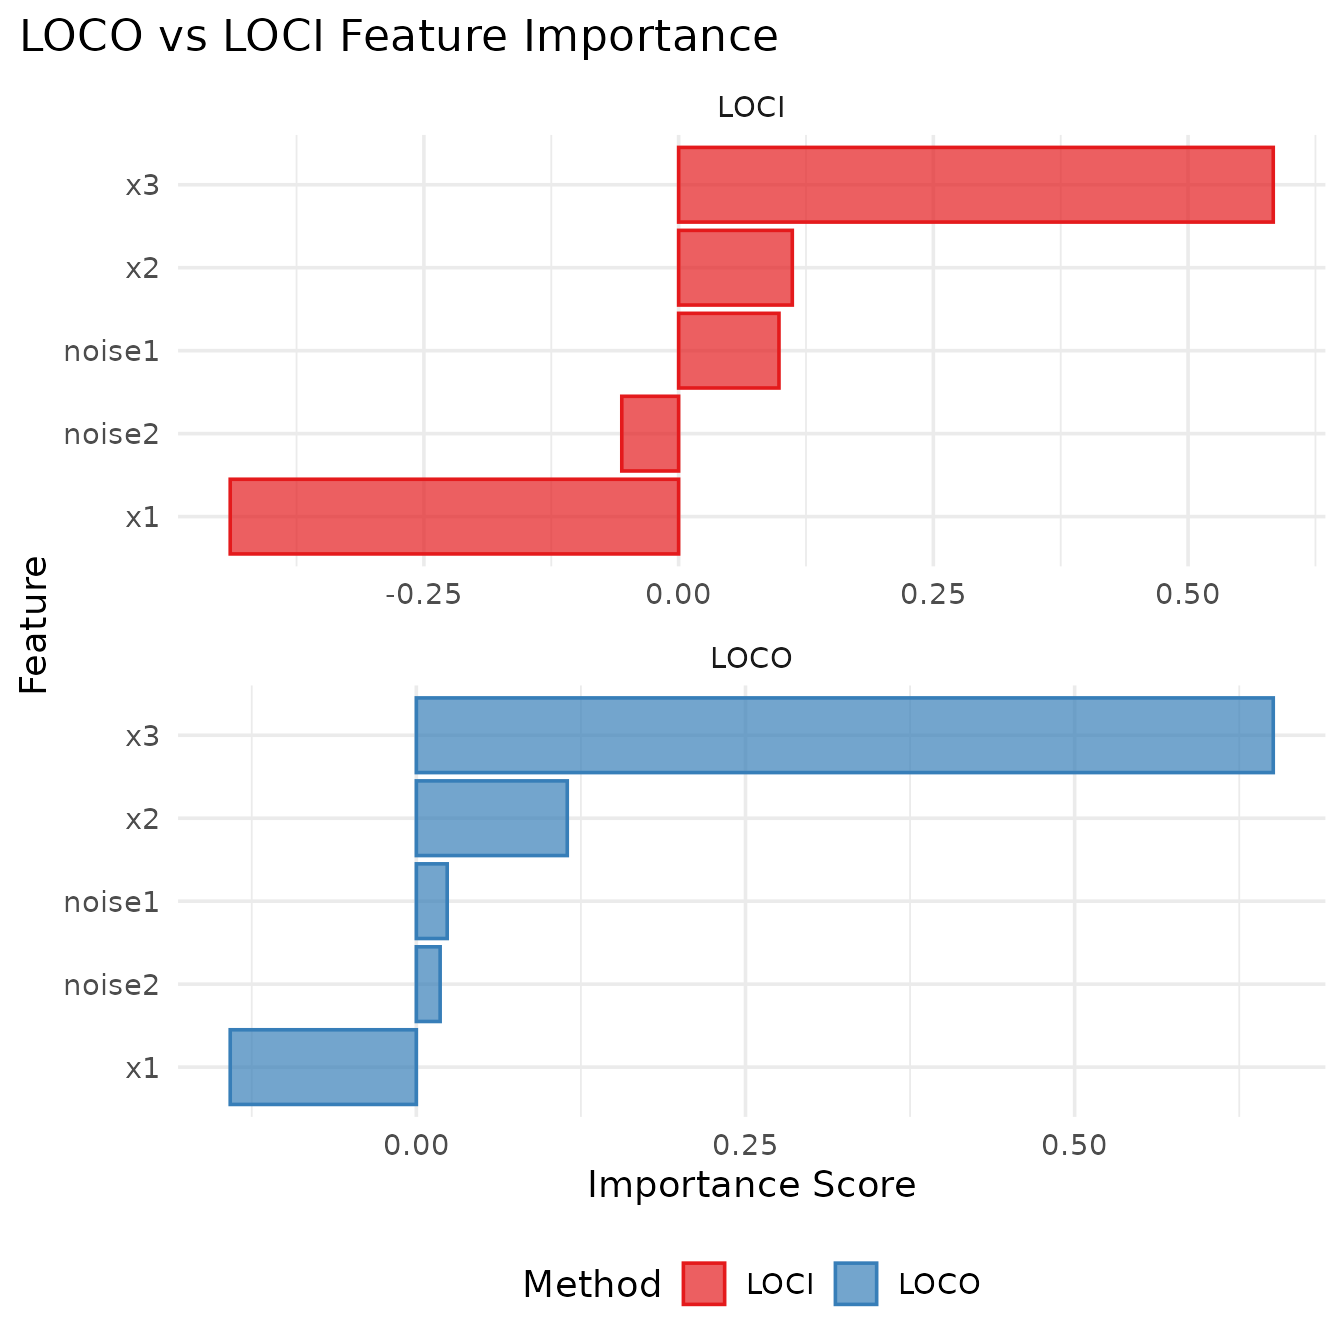 LOCO vs LOCI Feature Importance
LOCI
x3
x2
noise1
noise2
x1
-0.25 0.00 0.25 0.50
Feature
LOCO
x3
x2
noise1
noise2
x1
0.00 0.25 0.50
Importance Score
Method LOCI LOCO